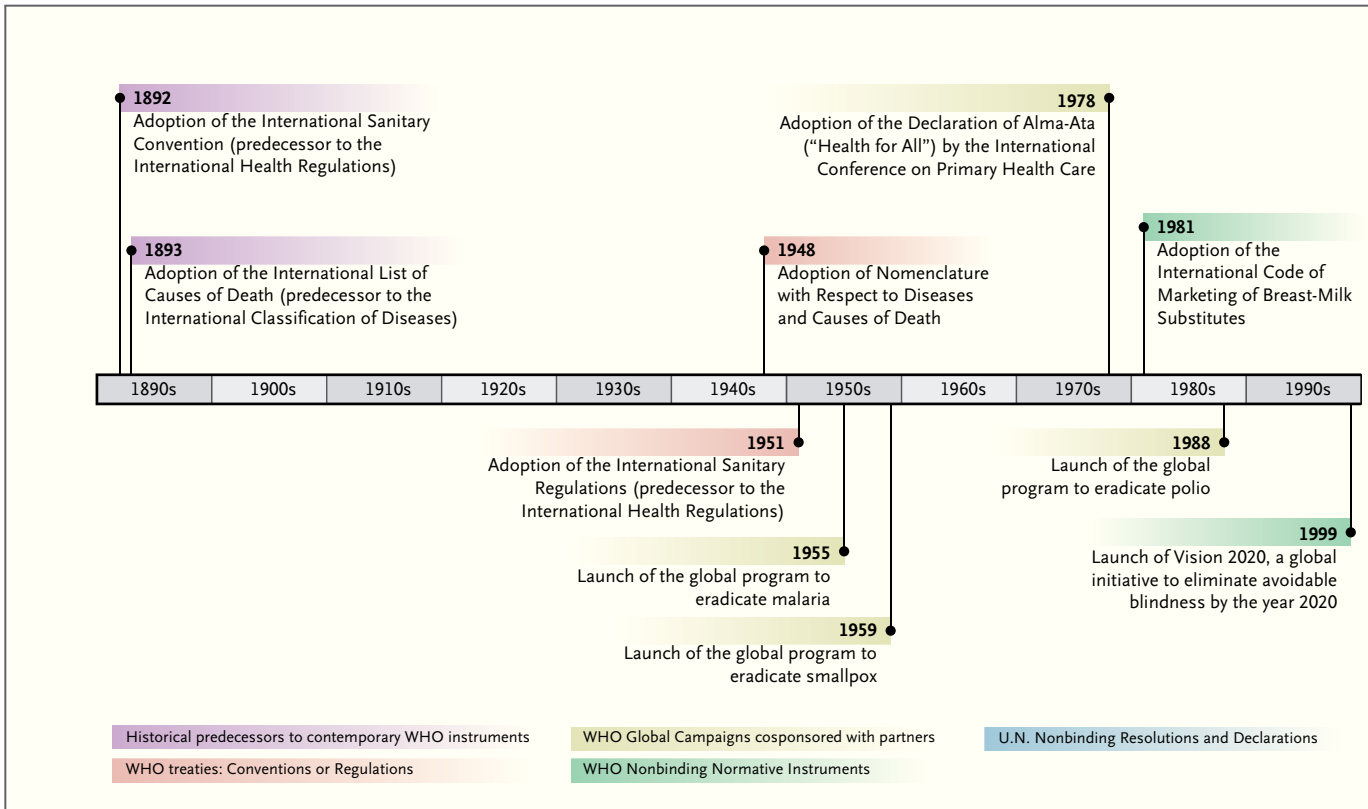 1892
Adoption of the International Sanitary
Convention (predecessor to the
International Health Regulations)
1893
Adoption of the International List of
Causes of Death (predecessor to the
International Classification of Diseases)
1978
Adoption of the Declaration of Alma-Ata
(“Health for All”) by the International
Conference on Primary Health Care
1948
Adoption of Nomenclature
with Respect to Diseases
and Causes of Death
1981
Adoption of the
International Code of
Marketing of Breast-Milk
Substitutes
1890s 1900s 1910s 1920s 1930s 1940s 1950s 1960s 1970s 1980s 1990s
1951
Adoption of the International Sanitary
Regulations (predecessor to the
International Health Regulations)
1955
Launch of the global program to
eradicate malaria
1959
Launch of the global program to
eradicate smallpox
1988
Launch of the global
program to eradicate polio
1999
Launch of Vision 2020, a global
initiative to eliminate avoidable
blindness by the year 2020
Historical predecessors to contemporary WHO instruments
WHO treaties: Conventions or Regulations
WHO Global Campaigns cosponsored with partners
WHO Nonbinding Normative Instruments
U.N. Nonbinding Resolutions and Declarations